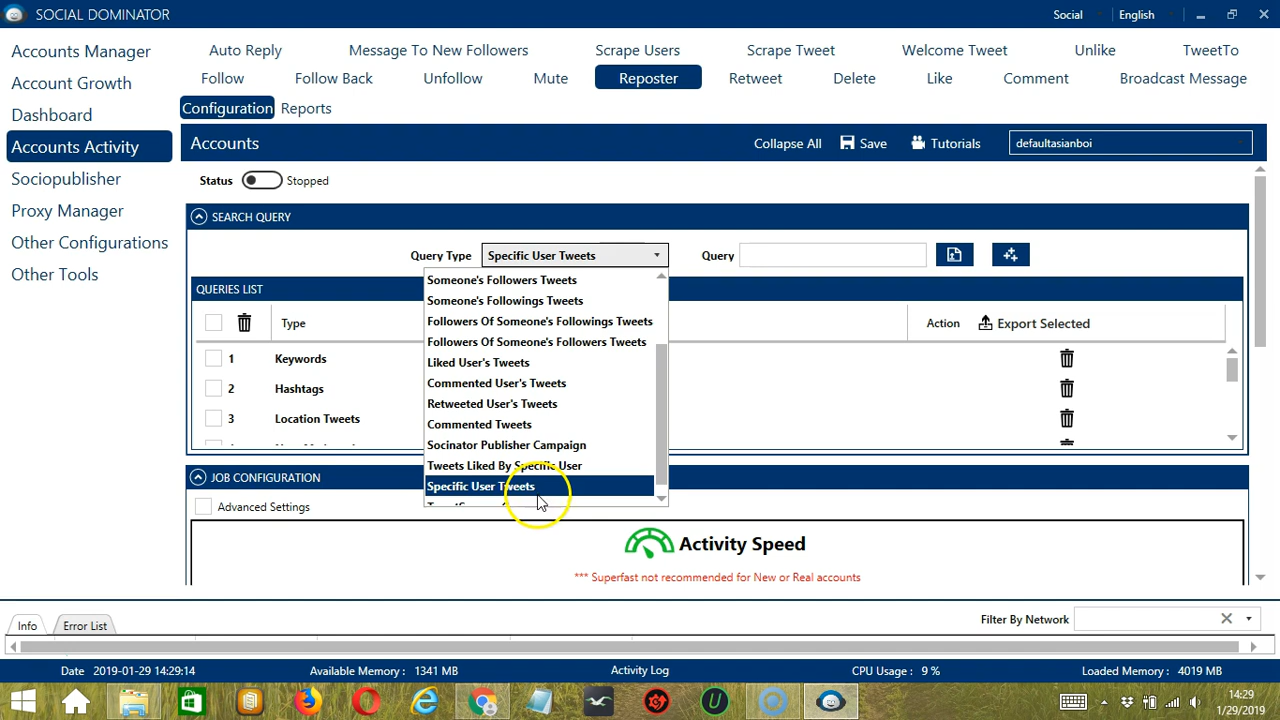 SOCIAL DOMINATOR
Social English
Accounts Manager
Account Growth
Dashboard
Accounts Activity
Sociopublisher
Proxy Manager
Other Configurations
Other Tools
Auto Reply Message To New Followers Scrape Users Scrape Tweet Welcome Tweet Unlike TweetTo
Follow Follow Back Unfollow Mute Reposter Retweet Delete Like Comment Broadcast Message
Configuration Reports
Accounts Collapse All Save Tutorials defaultasianboi
Status Stopped
SEARCH QUERY
Query Type Specific User Tweets Query
Someone's Followers Tweets
Someone's Followings Tweets
Followers Of Someone's Followings Tweets
Followers Of Someone's Followers Tweets
Liked User's Tweets
Commented User's Tweets
Retweeted User's Tweets
Commented Tweets
Socinator Publisher Campaign
Tweets Liked By Specific User
Specific User Tweets
QUERIES LIST
Type Action Export Selected
1 Keywords
2 Hashtags
3 Location Tweets
JOB CONFIGURATION
Advanced Settings
Activity Speed
*** Superfast not recommended for New or Real accounts
Info Error List Filter By Network
Date 2019-01-29 14:29:14 Available Memory : 1341 MB Activity Log CPU Usage : 9 % Loaded Memory : 4019 MB
14:29
1/29/2019